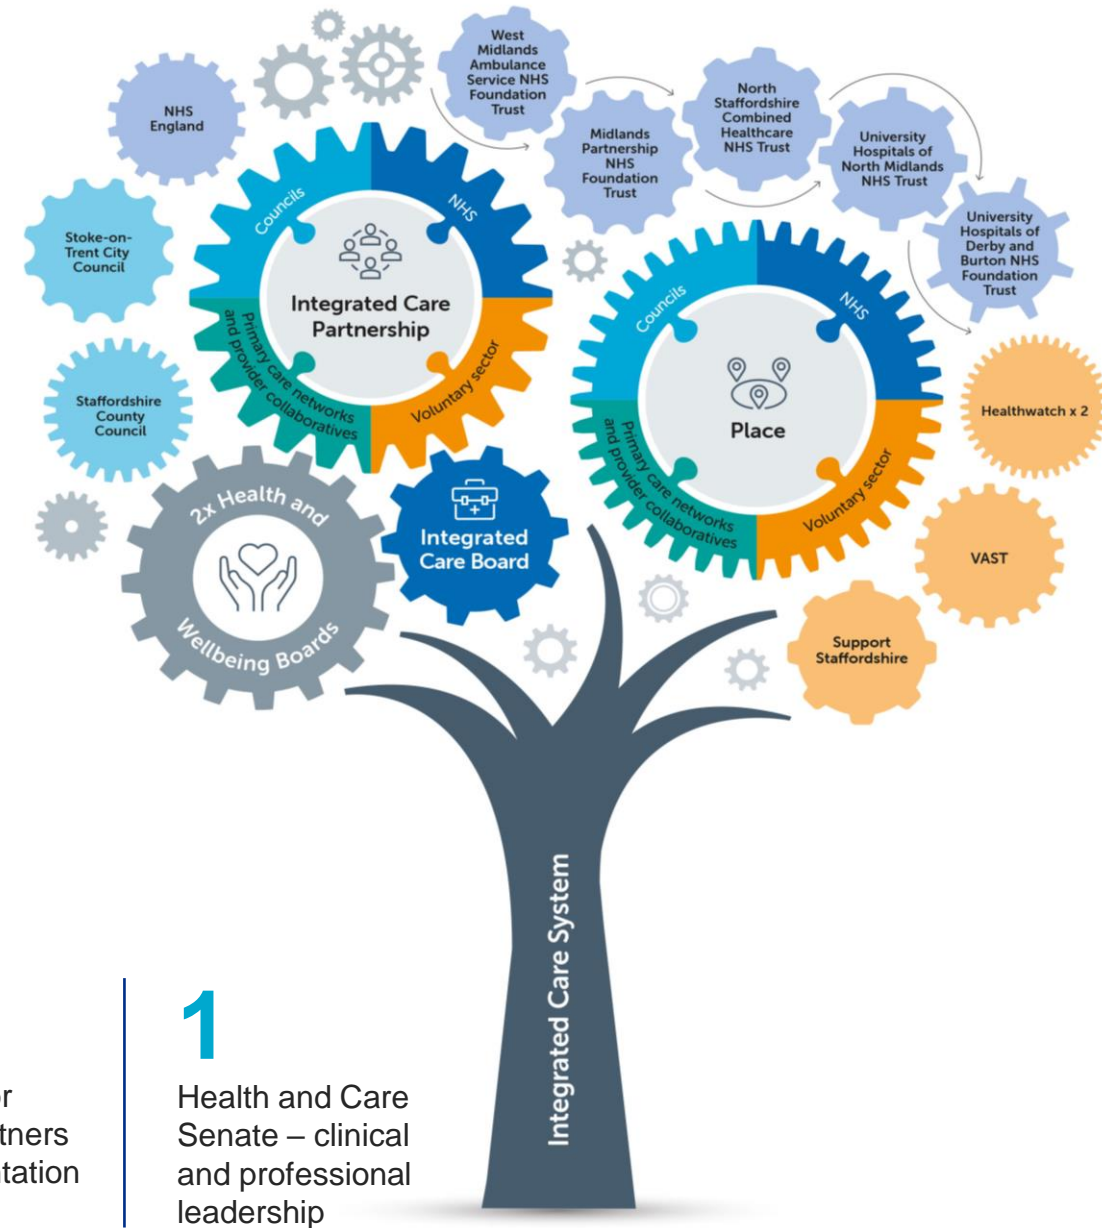 West
Midlands
Ambulance
Service NHS
Foundation
Trust
NHS
England
Midlands
Partnership
NHS
Foundation
Trust
North
Staffordshire
Combined
Healthcare
NHS Trust
University
Hospitals of
North Midlands
NHS Trust
University
Hospitals of
Derby and
Burton NHS
Foundation
Trust
Stoke-on-
Trent City
Council
Staffordshire
County
Council
Councils
NHS
Integrated Care
Partnership
Primary care networks
and provider collaboratives
Voluntary sector
Councils
NHS
Place
Primary care networks
and provider collaboratives
Voluntary sector
Healthwatch x 2
VAST
Support
Staffordshire
2x Health and
Wellbeing Boards
Integrated
Care Board
Integrated Care System
1
Health and Care
Senate – clinical
and professional
leadership